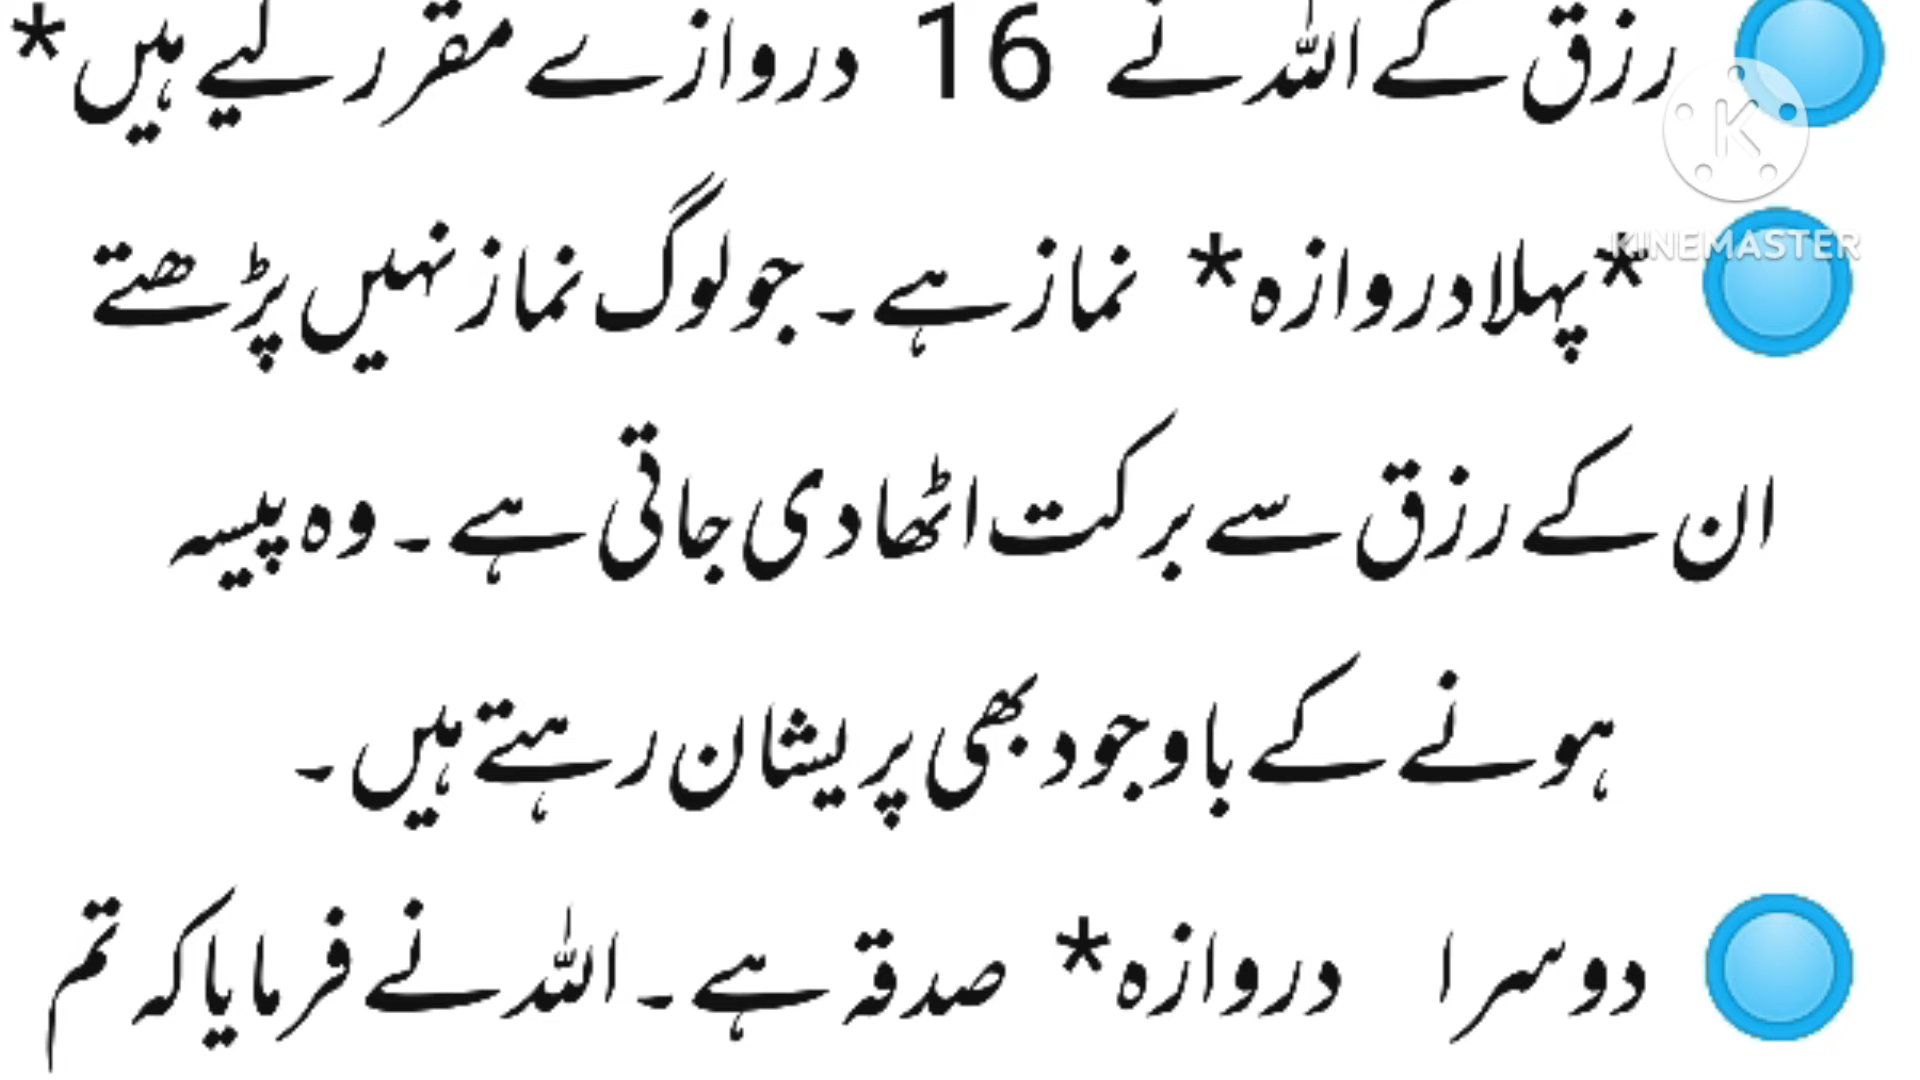 رزق کے اللہ نے 16 دروازے مقرر کیے ہیں*
*پہلا دروازہ* نماز ہے۔ جو لوگ نماز نہیں پڑھتے
ان کے رزق سے برکت اٹھا دی جاتی ہے۔ وہ پیسہ
ہونے کے باوجود بھی پریشان رہتے ہیں۔
دوسرا دروازہ* صدقہ ہے۔ اللہ نے فرمایا کہ تم
K
KINEMASTER